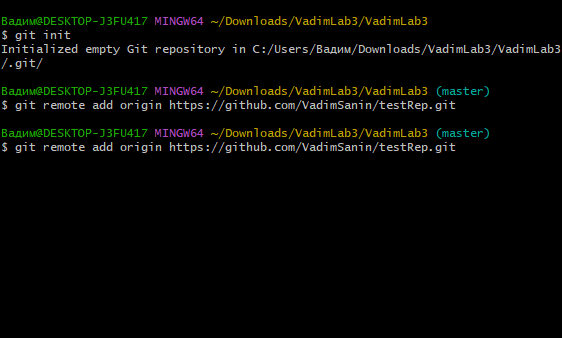 Вадим@DESKTOP-J3FU417 MINGW64 ~/Downloads/VadimLab3/VadimLab3
$ git init
Initialized empty Git repository in C:/Users/Вадим/Downloads/VadimLab3/VadimLab3
/.git/
Вадим@DESKTOP-J3FU417 MINGW64 ~/Downloads/VadimLab3/VadimLab3 (master)
$ git remote add origin https://github.com/VadimSanin/testRep.git
Вадим@DESKTOP-J3FU417 MINGW64 ~/Downloads/VadimLab3/VadimLab3 (master)
$ git remote add origin https://github.com/VadimSanin/testRep.git